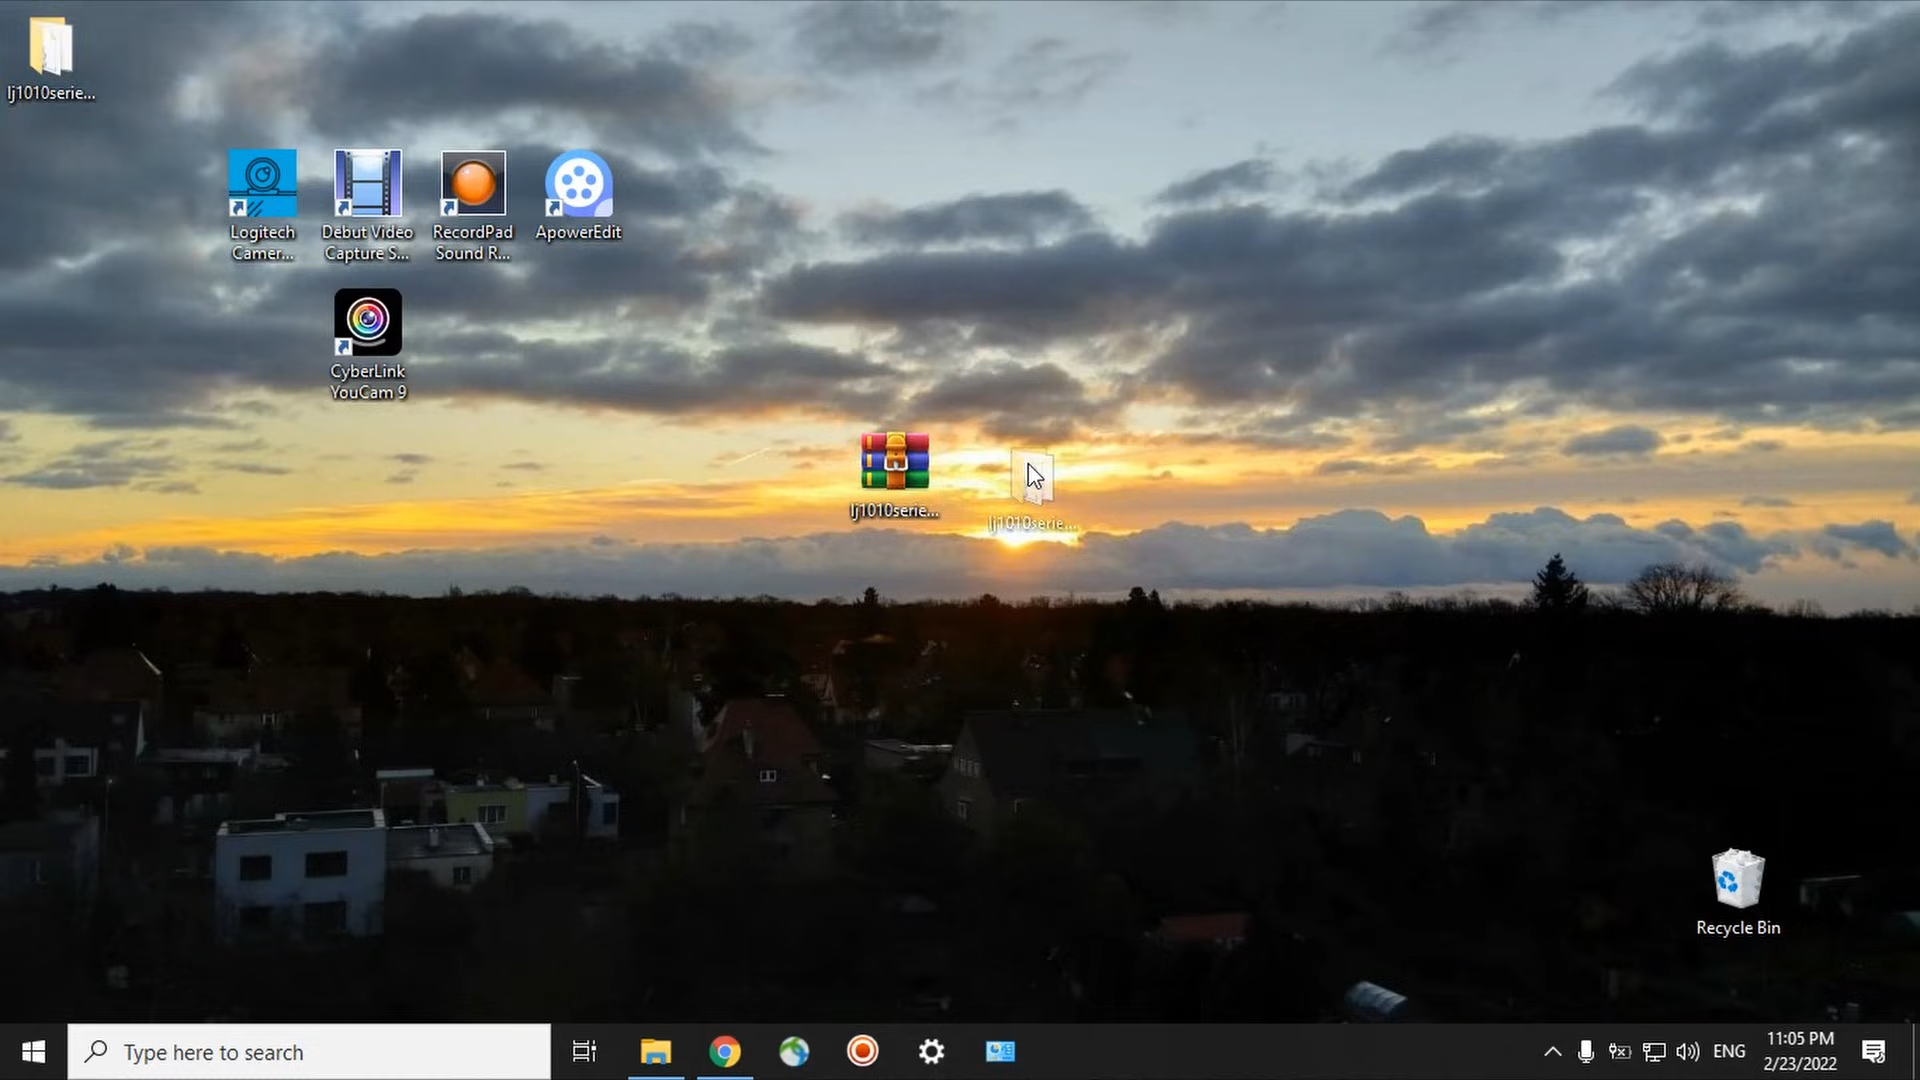 lj1010serie...
Logitech
Camer...
Debut Video
Capture S...
RecordPad
Sound R...
ApowerEdit
CyberLink
YouCam 9
lj1010serie...
lj1010serie...
Recycle Bin
Type here to search
ENG
11:05 PM
2/23/2022